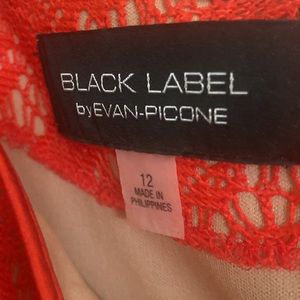 BLACK LABEL
by EVAN-PICONE
12
MADE IN
PHILIPPINES